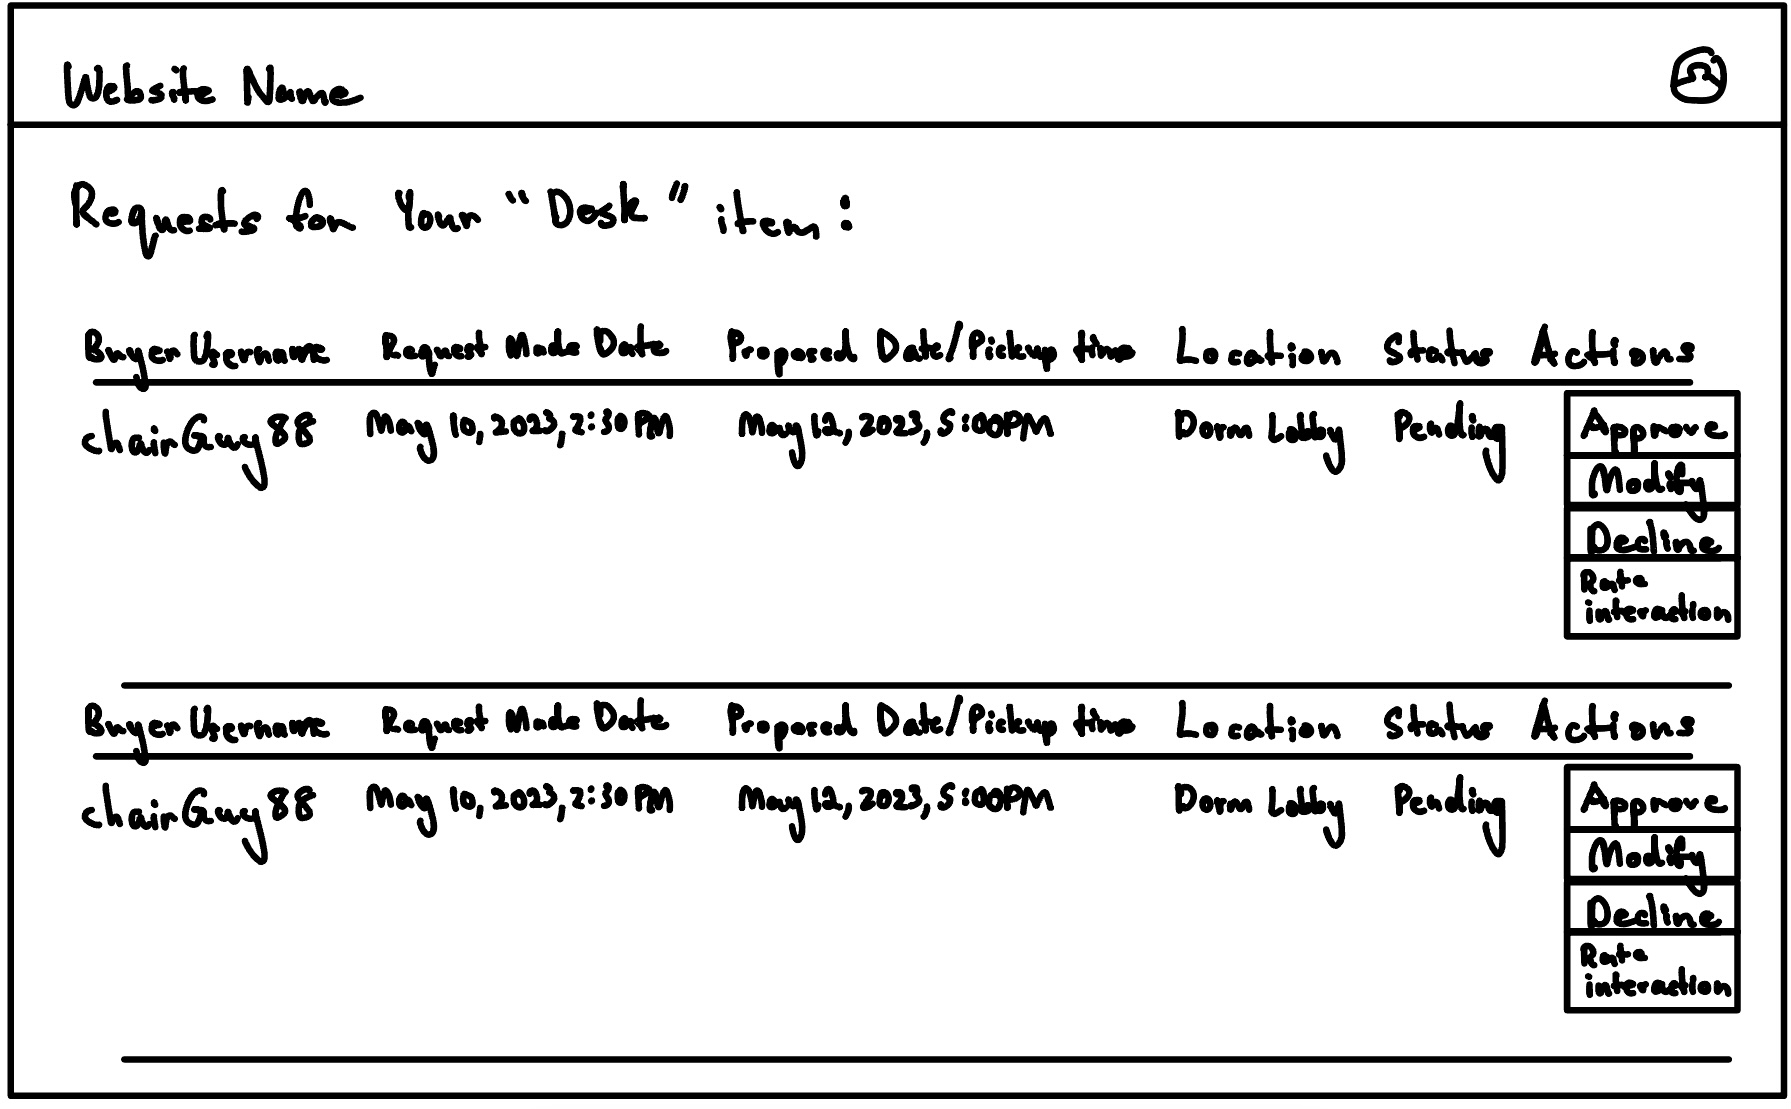 Website Name
Requests for Your "Desk" item:
Buyer Username Request Made Date Proposed Date/Pickup time Location Status Actions
chairGuy88 May 10, 2023, 2:30 PM May 12, 2023, 5:00PM Dorm Lobby Pending Approve
Modify
Decline
Rate
interaction
Buyer Username Request Made Date Proposed Date/Pickup time Location Status Actions
chairGuy88 May 10, 2023, 2:30 PM May 12, 2023, 5:00PM Dorm Lobby Pending Approve
Modify
Decline
Rate
interaction